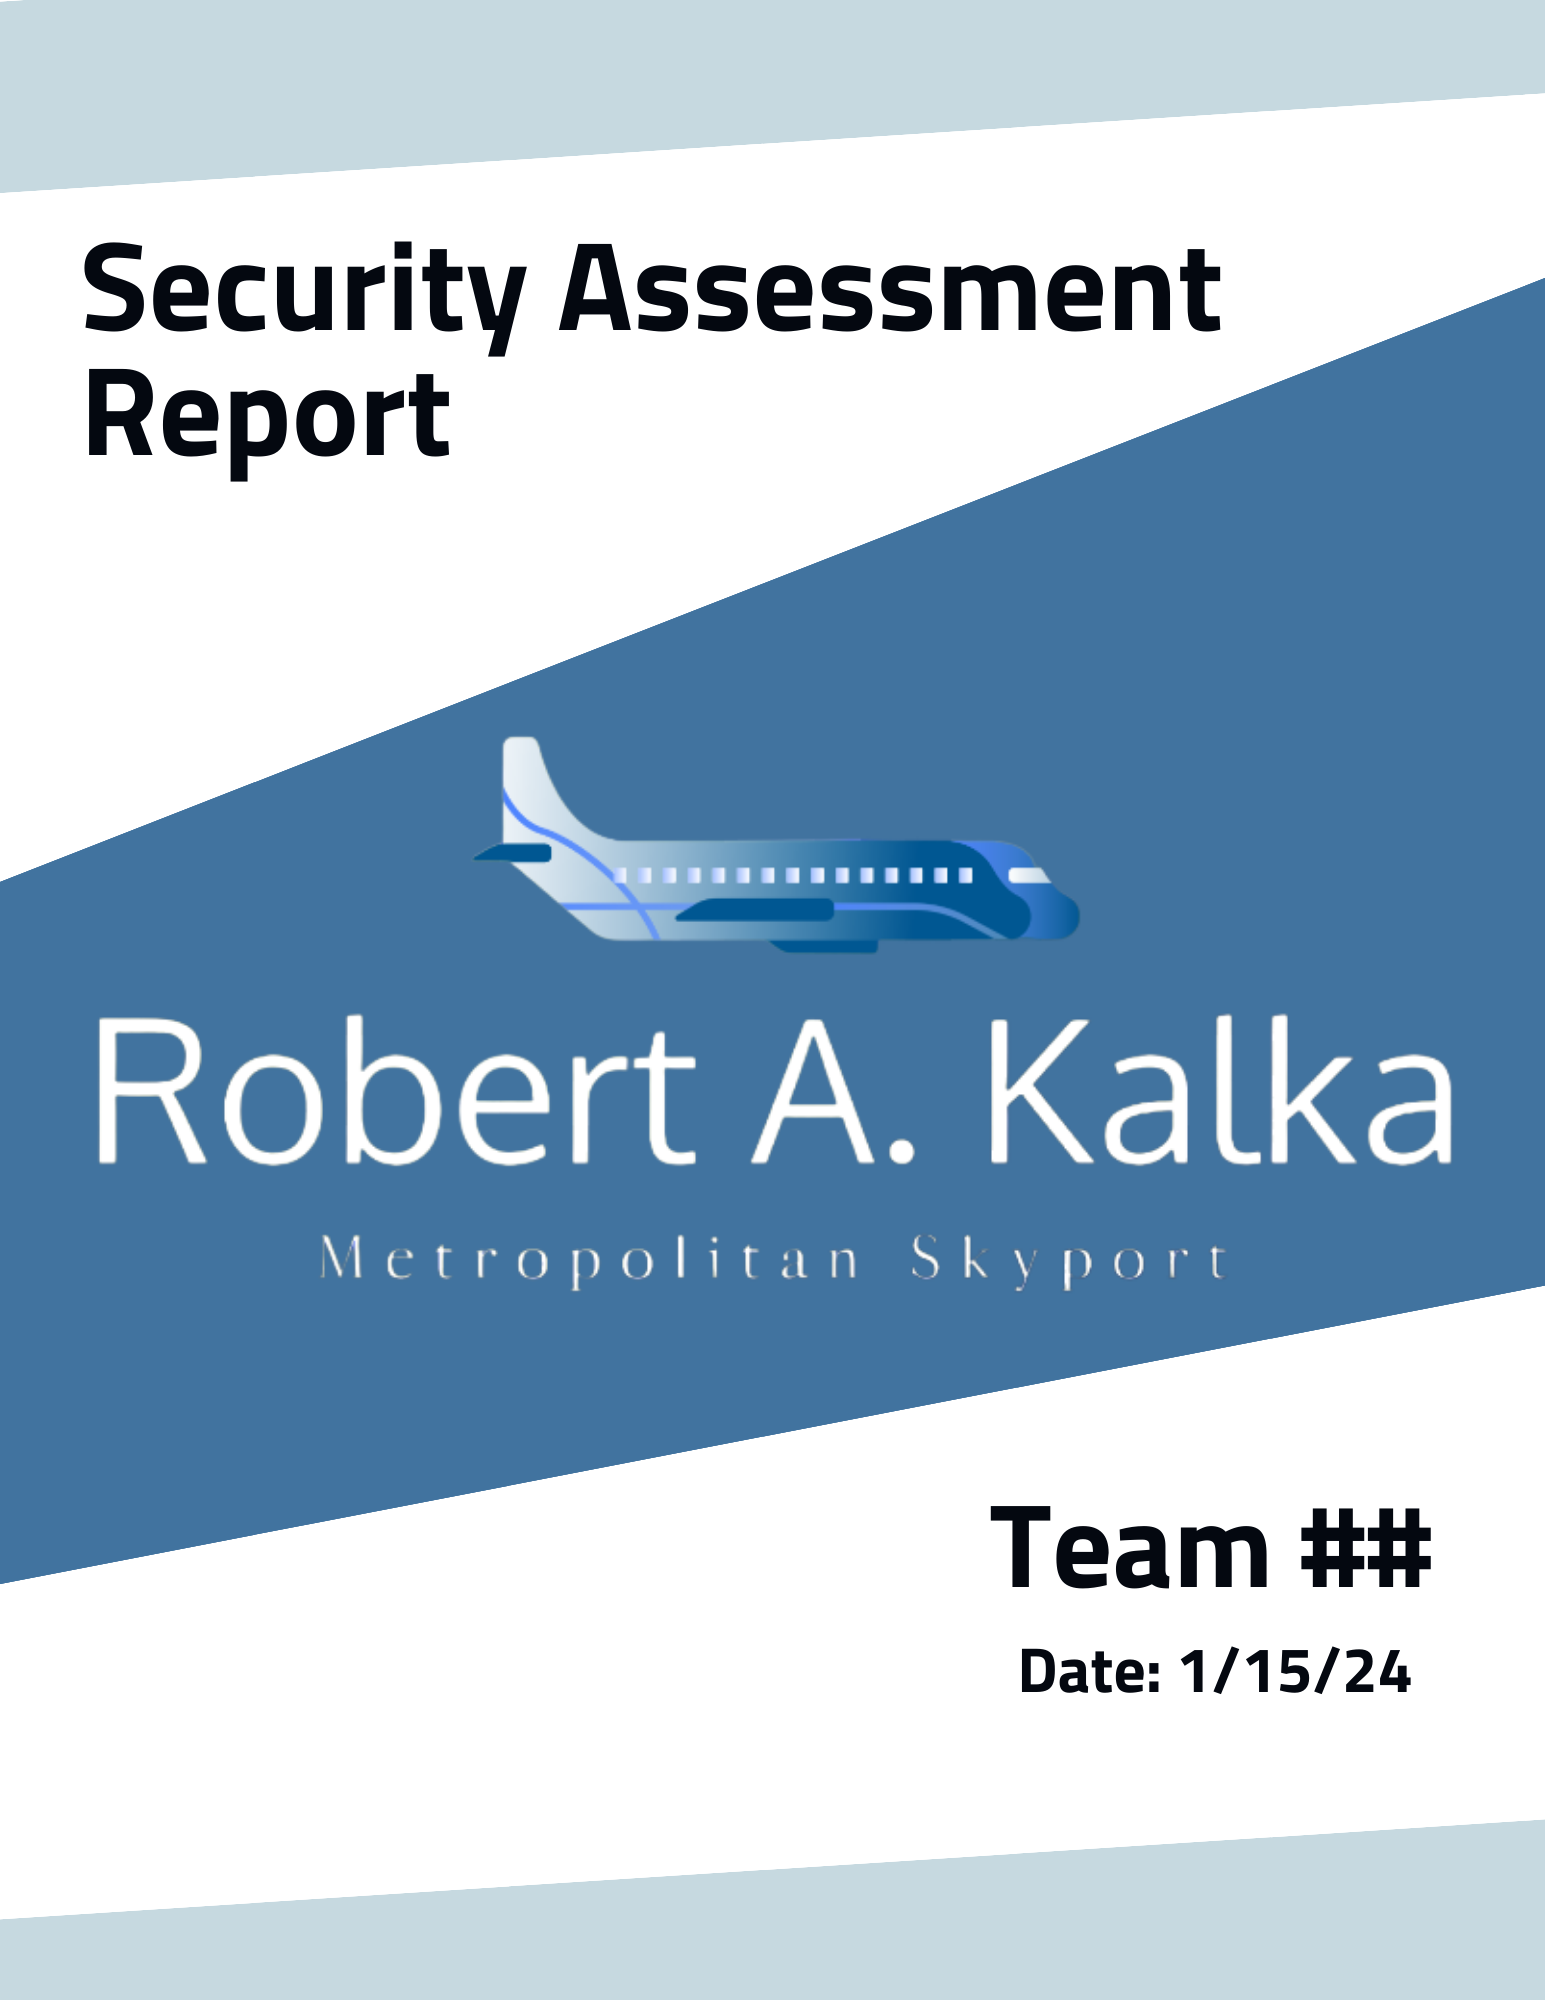 Security Assessment
Report
Robert A. Kalka
Metropolitan Skyport
Team ##
Date: 1/15/24